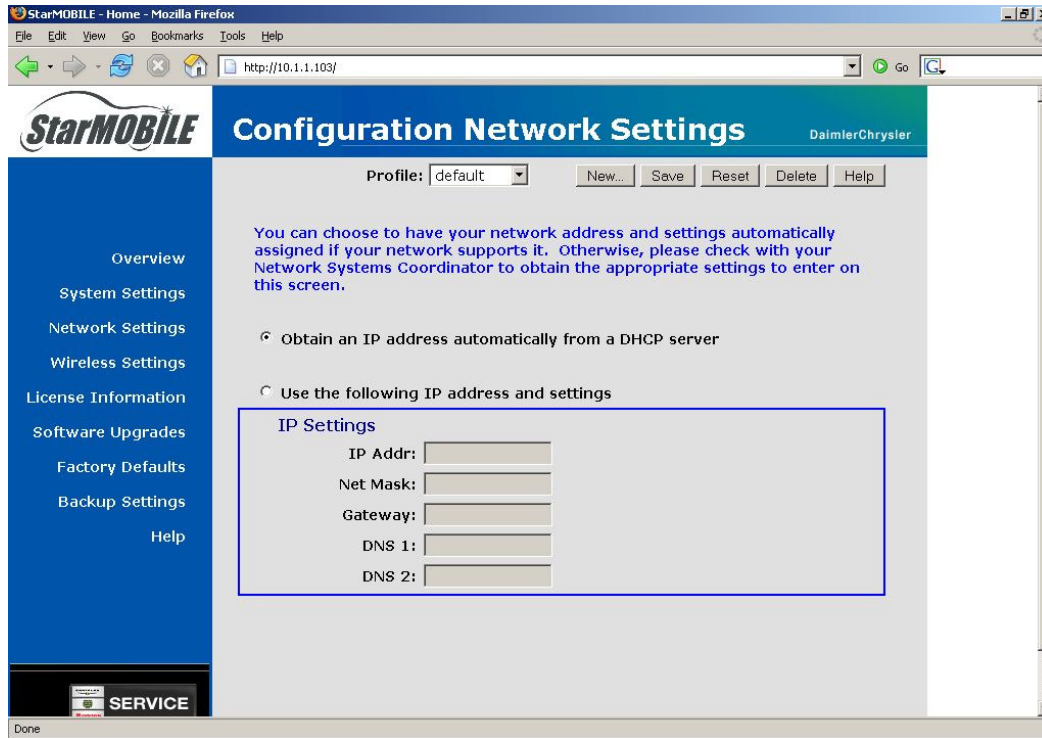 StarMOBILE - Home - Mozilla Firefox
File Edit View Go Bookmarks Tools Help
http://10.1.1.103/
Go
G
StarMOBILE
Configuration Network Settings
DaimlerChrysler
Profile: default New... Save Reset Delete Help
You can choose to have your network address and settings automatically
assigned if your network supports it. Otherwise, please check with your
Network Systems Coordinator to obtain the appropriate settings to enter on
this screen.
Overview
System Settings
Network Settings
Wireless Settings
License Information
Software Upgrades
Factory Defaults
Backup Settings
Help
Obtain an IP address automatically from a DHCP server
Use the following IP address and settings
IP Settings
IP Addr:
Net Mask:
Gateway:
DNS 1:
DNS 2:
SERVICE
Done